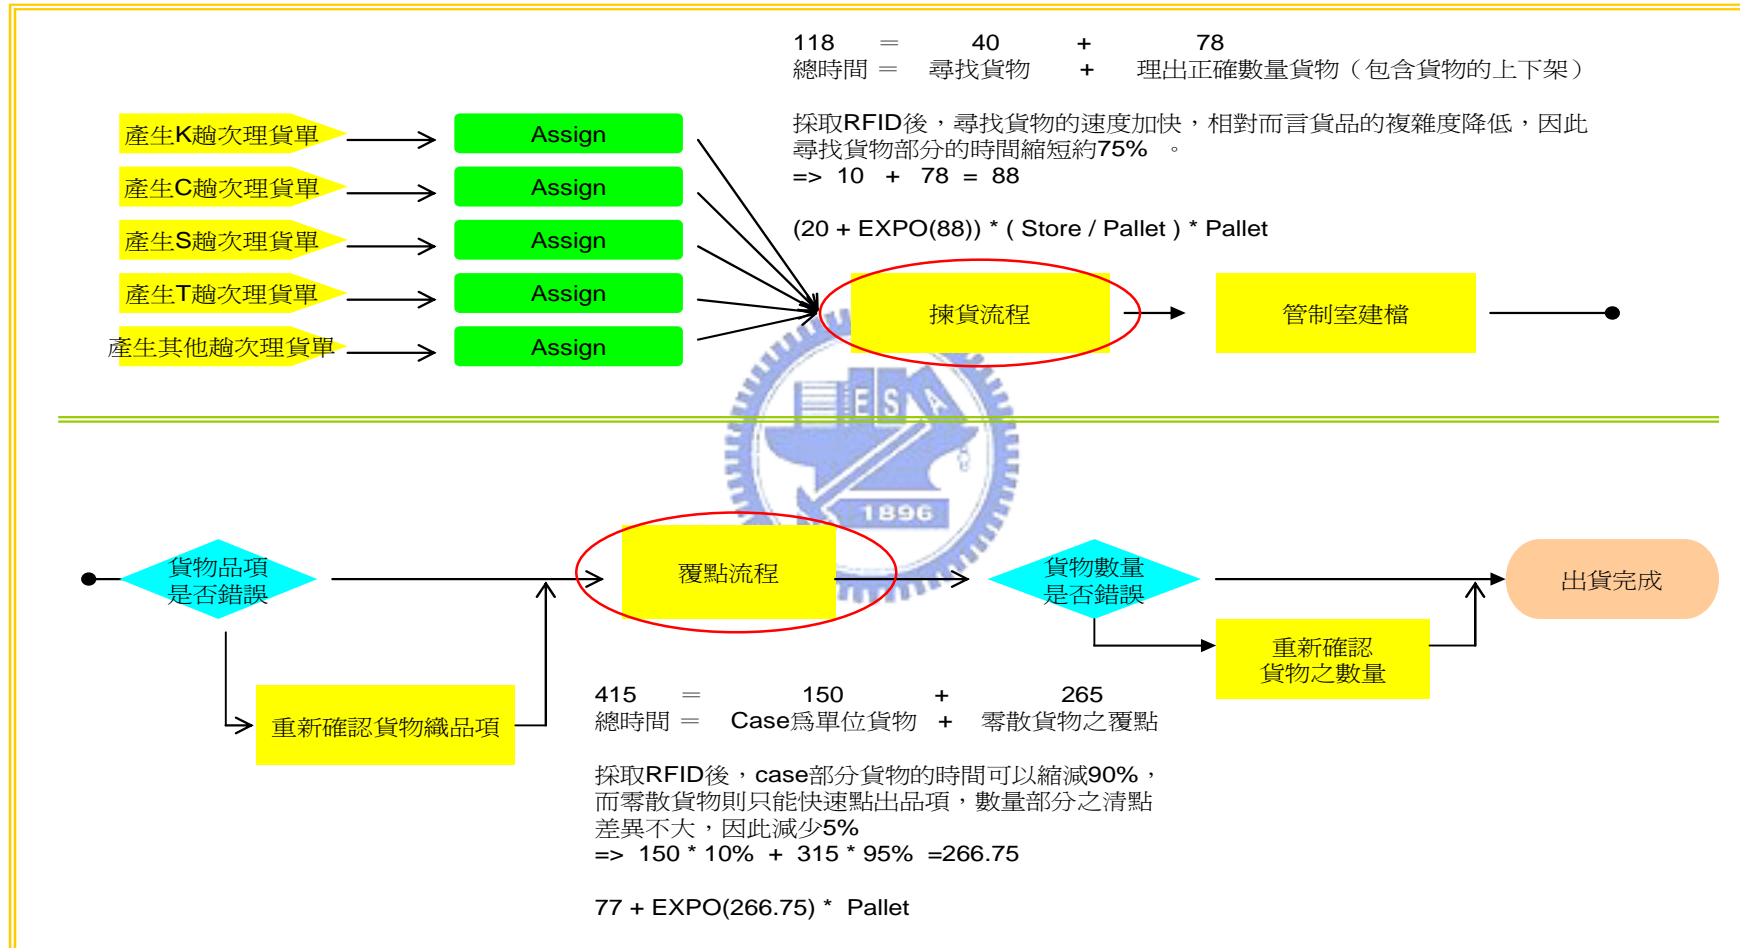 118 = 40 + 78
總時間 = 尋找貨物 + 理出正確數量貨物（包含貨物的上下架）
採取RFID後，尋找貨物的速度加快，相對而言貨品的複雜度降低，因此
尋找貨物部分的時間縮短約75% 。
=> 10 + 78 = 88
(20 + EXPO(88)) * ( Store / Pallet ) * Pallet
產生K趟次理貨單
Assign
產生C趟次理貨單
Assign
產生S趟次理貨單
Assign
產生T趟次理貨單
Assign
產生其他趟次理貨單
Assign
揀貨流程
管制室建檔
E S A
1896
貨物品項
是否錯誤
覆點流程
貨物數量
是否錯誤
出貨完成
重新確認貨物織品項
重新確認
貨物之數量
415 = 150 + 265
總時間 = Case為單位貨物 + 零散貨物之覆點
採取RFID後，case部分貨物的時間可以縮減90%，
而零散貨物則只能快速點出品項，數量部分之清點
差異不大，因此減少5%
=> 150 * 10% + 315 * 95% =266.75
77 + EXPO(266.75) * Pallet